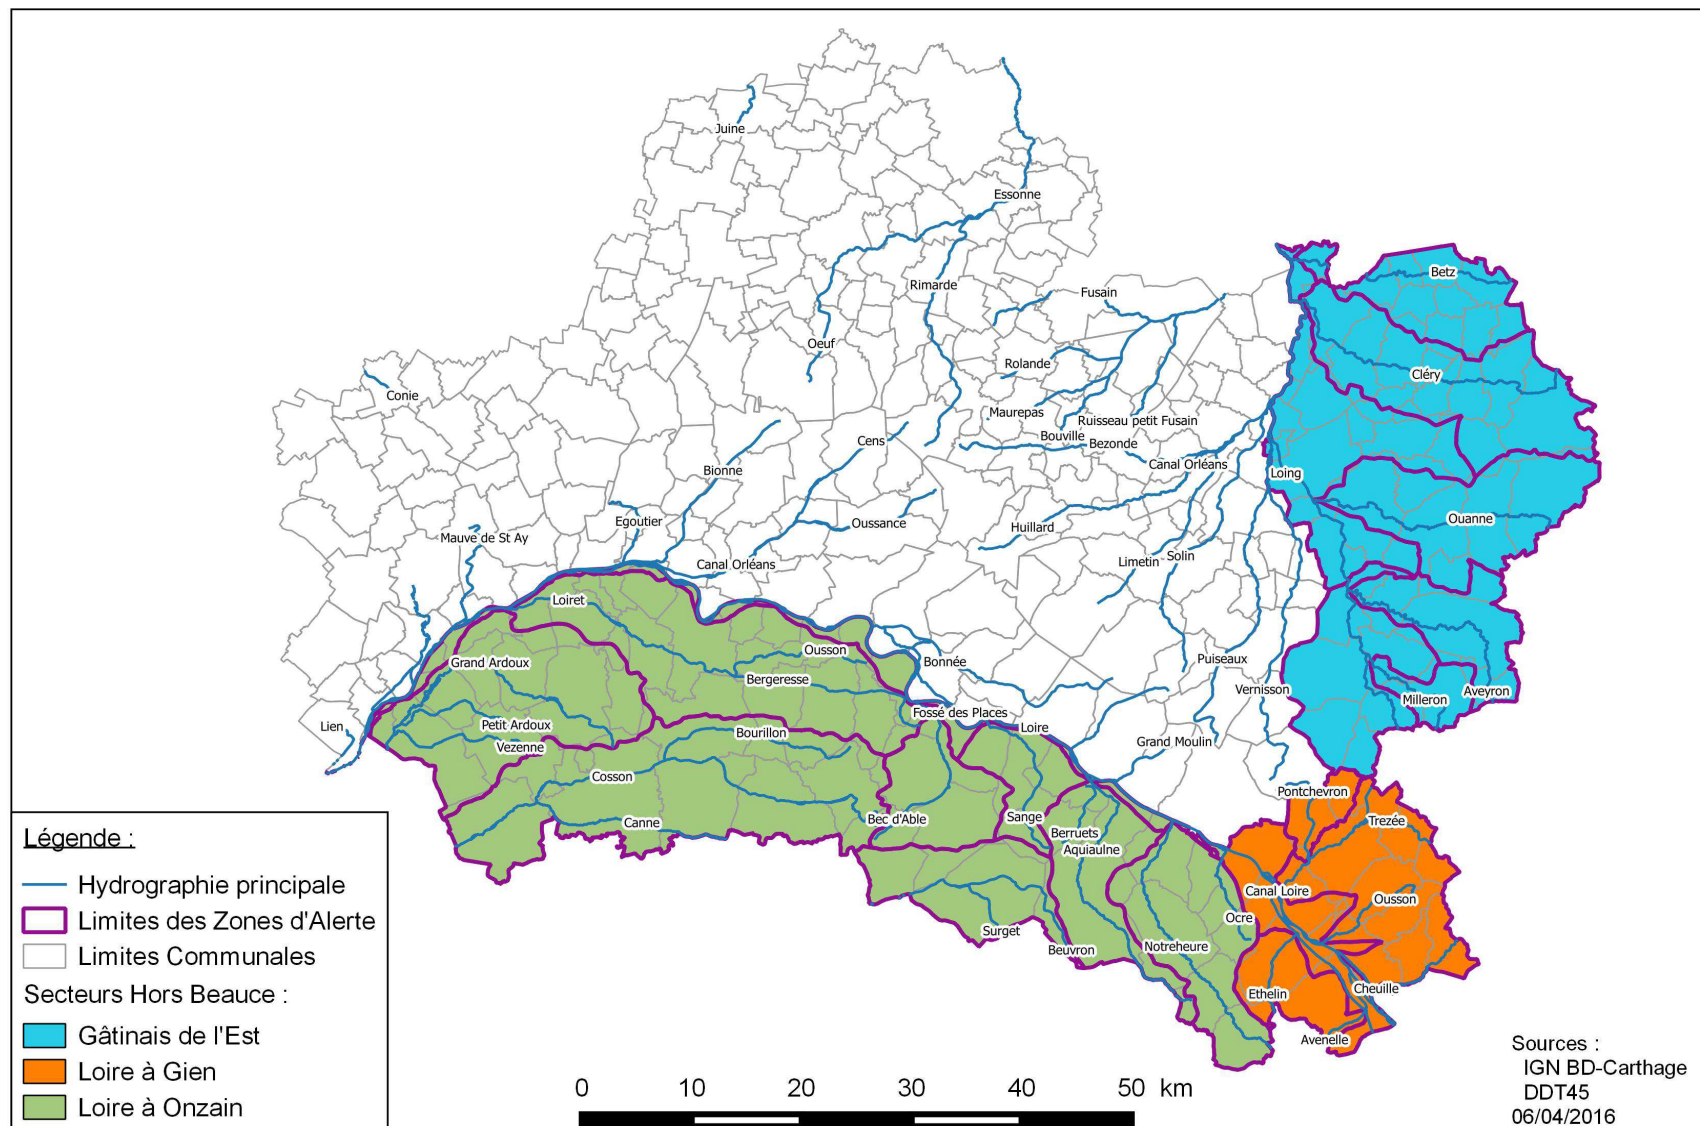 Juine
Essonne
Betz
Rimarde
Fusain
Oeuf
Rolande
Cléry
Conie
Maurepas
Ruisseau petit Fusain
Bouville
Bezonde
Cens
Bionne
Canal Orléans
Loing
Egoutier
Oussance
Huillard
Ouanne
Mauve de St Ay
Limetin
Solin
Canal Orléans
Loiret
Ousson
Grand Ardoux
Bonnée
Puiseaux
Bergeresse
Vernisson
Aveyron
Milleron
Fossé des Places
Lien
Petit Ardoux
Loire
Bourillon
Grand Moulin
Vezenne
Cosson
Pontchevron
Canne
Bec d'Able
Sange
Trezée
Berruets
Aquiaulne
Canal Loire
Ousson
Ocre
Surget
Beuvron
Notreheure
Ethelin
Cheuille
Avenelle
Légende :
Hydrographie principale
Limites des Zones d'Alerte
Limites Communales
Secteurs Hors Beauce :
Gâtinais de l'Est
Loire à Gien
Loire à Onzain
0 10 20 30 40 50 km
Sources :
IGN BD-Carthage
DDT45
06/04/2016